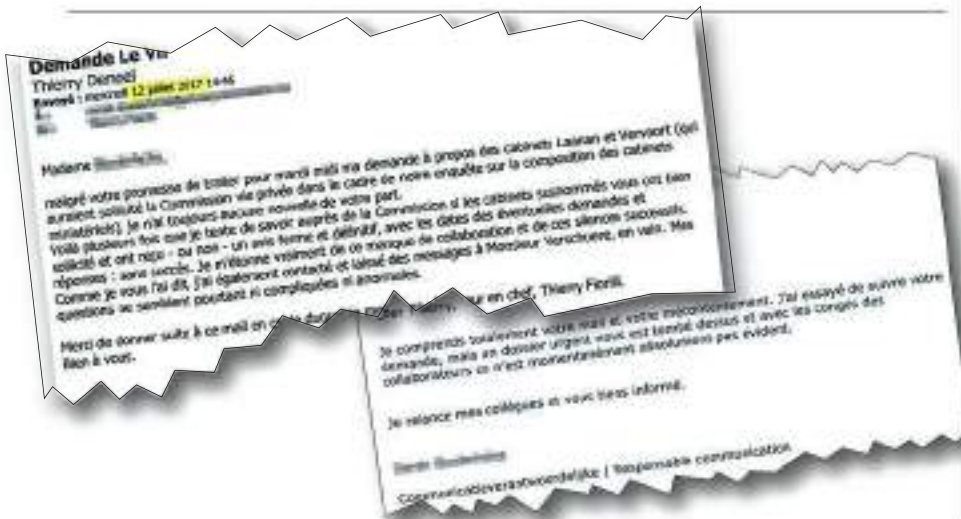 Demande Le Vif
Thierry Denoël
Envoyé : mercredi 12 juillet 2017 14:46
Madame
malgré votre promesse de traiter pour mardi midi ma demande à propos des cabinets Laanan et Vervoort (qui
auraient sollicité la Commission vie privée dans le cadre de notre enquête sur la composition des cabinets
ministériels), je n'ai toujours aucune nouvelle de votre part.
Voilà plusieurs fois que je tente de savoir auprès de la Commission si les cabinets susnommés vous ont bien
sollicité et ont reçu - ou non - un avis ferme et définitif, avec les dates des éventuelles demandes et
réponses : sans succès. Je m'étonne vraiment de ce manque de collaboration et de ces silences successifs.
Comme je vous l'ai dit, j'ai également contacté et laissé des messages à Monsieur Verschuere, en vain. Mes
questions ne semblent pourtant ni compliquées ni anormales.
Merci de donner suite à ce mail en en chef, Thierry Fiorilli.
Bien à vous.
Je comprends totalement votre mail et votre mécontentement. J'ai essayé de suivre votre
demande, mais un dossier urgent nous est tombé dessus et avec les congés des
collaborateurs ce n'est momentanément absolument pas évident.
Je relance mes collègues et vous tiens informé.
Communicatieverantwoordelijke | Responsable communication